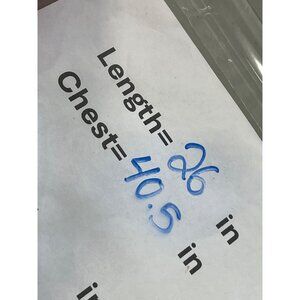 Length= 26 in
Chest= 40.5 in